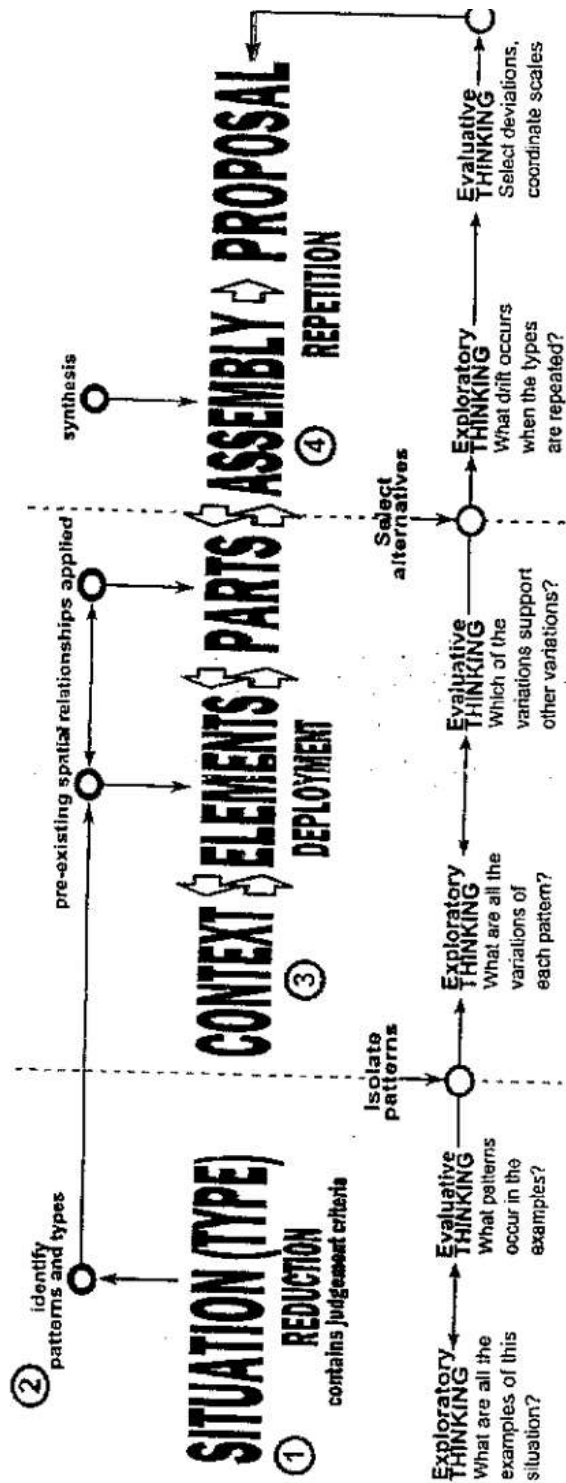 ②
identify
patterns and types
pre-existing spatial relationships applied
synthesis
①
SITUATION (TYPE)
REDUCTION
contains judgement criteria
③
CONTEXT
ELEMENTS
PARTS
DEPLOYMENT
④
ASSEMBLY
PROPOSAL
REPETITION
Isolate
patterns
Select
alternatives
Exploratory
THINKING
What are all the
examples of this
situation?
Evaluative
THINKING
What patterns
occur in the
examples?
Exploratory
THINKING
What are all the
variations of
each pattern?
Evaluative
THINKING
Which of the
variations support
other variations?
Exploratory
THINKING
What drift occurs
when the types
are repeated?
Evaluative
THINKING
Select deviations,
coordinate scales